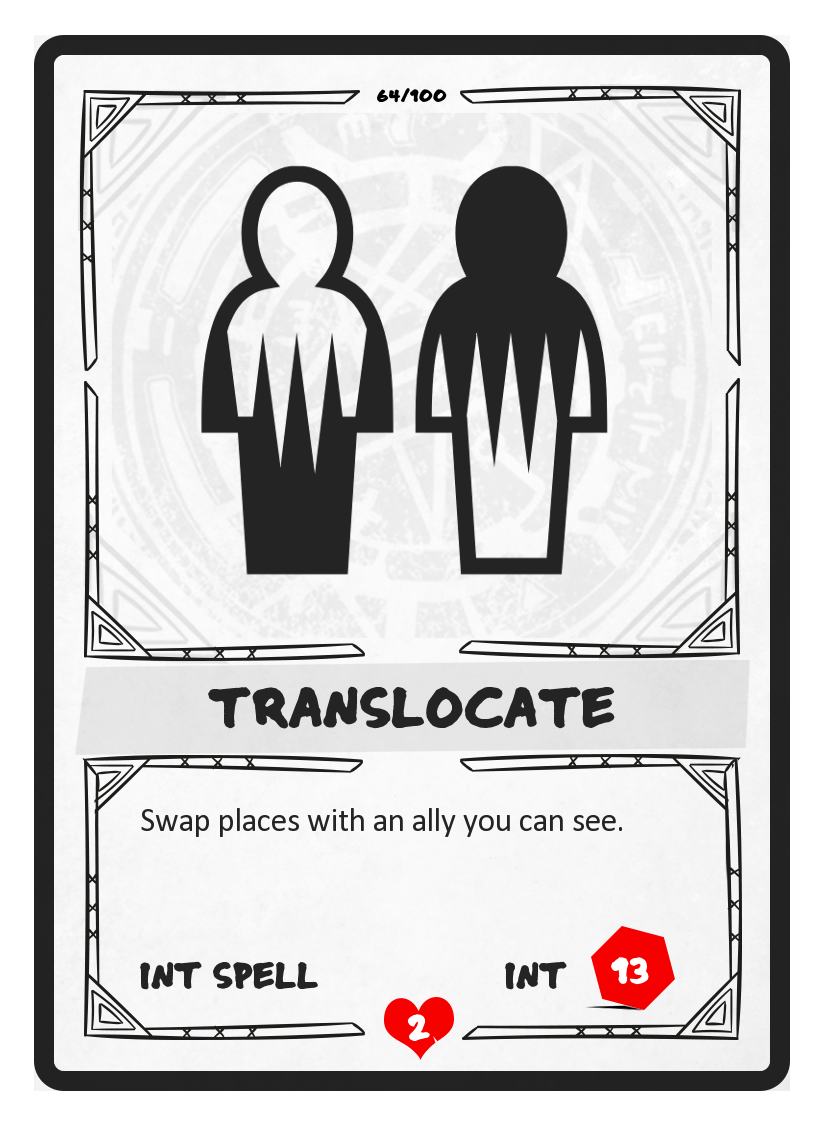 64/100
TRANSLOCATE
Swap places with an ally you can see.
INT SPELL
INT 13
2